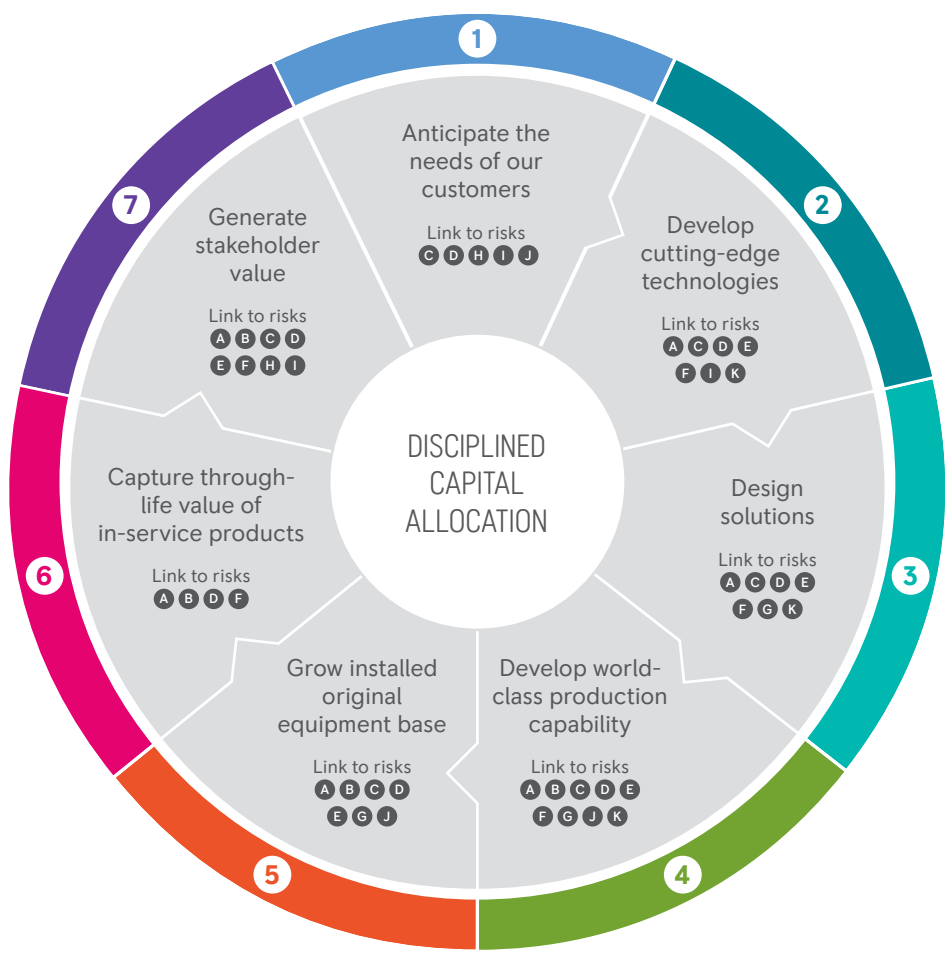 1
Anticipate the
needs of our
customers
Link to risks
C D H I J
2
Develop
cutting-edge
technologies
Link to risks
A C D E
F I K
3
Design
solutions
Link to risks
A C D E
F G K
4
Develop world-
class production
capability
Link to risks
A B C D E
F G J K
5
Grow installed
original
equipment base
Link to risks
A B C D
E G J
6
Capture through-
life value of
in-service products
Link to risks
A B D F
7
Generate
stakeholder
value
Link to risks
A B C D
E F H I
DISCIPLINED
CAPITAL
ALLOCATION